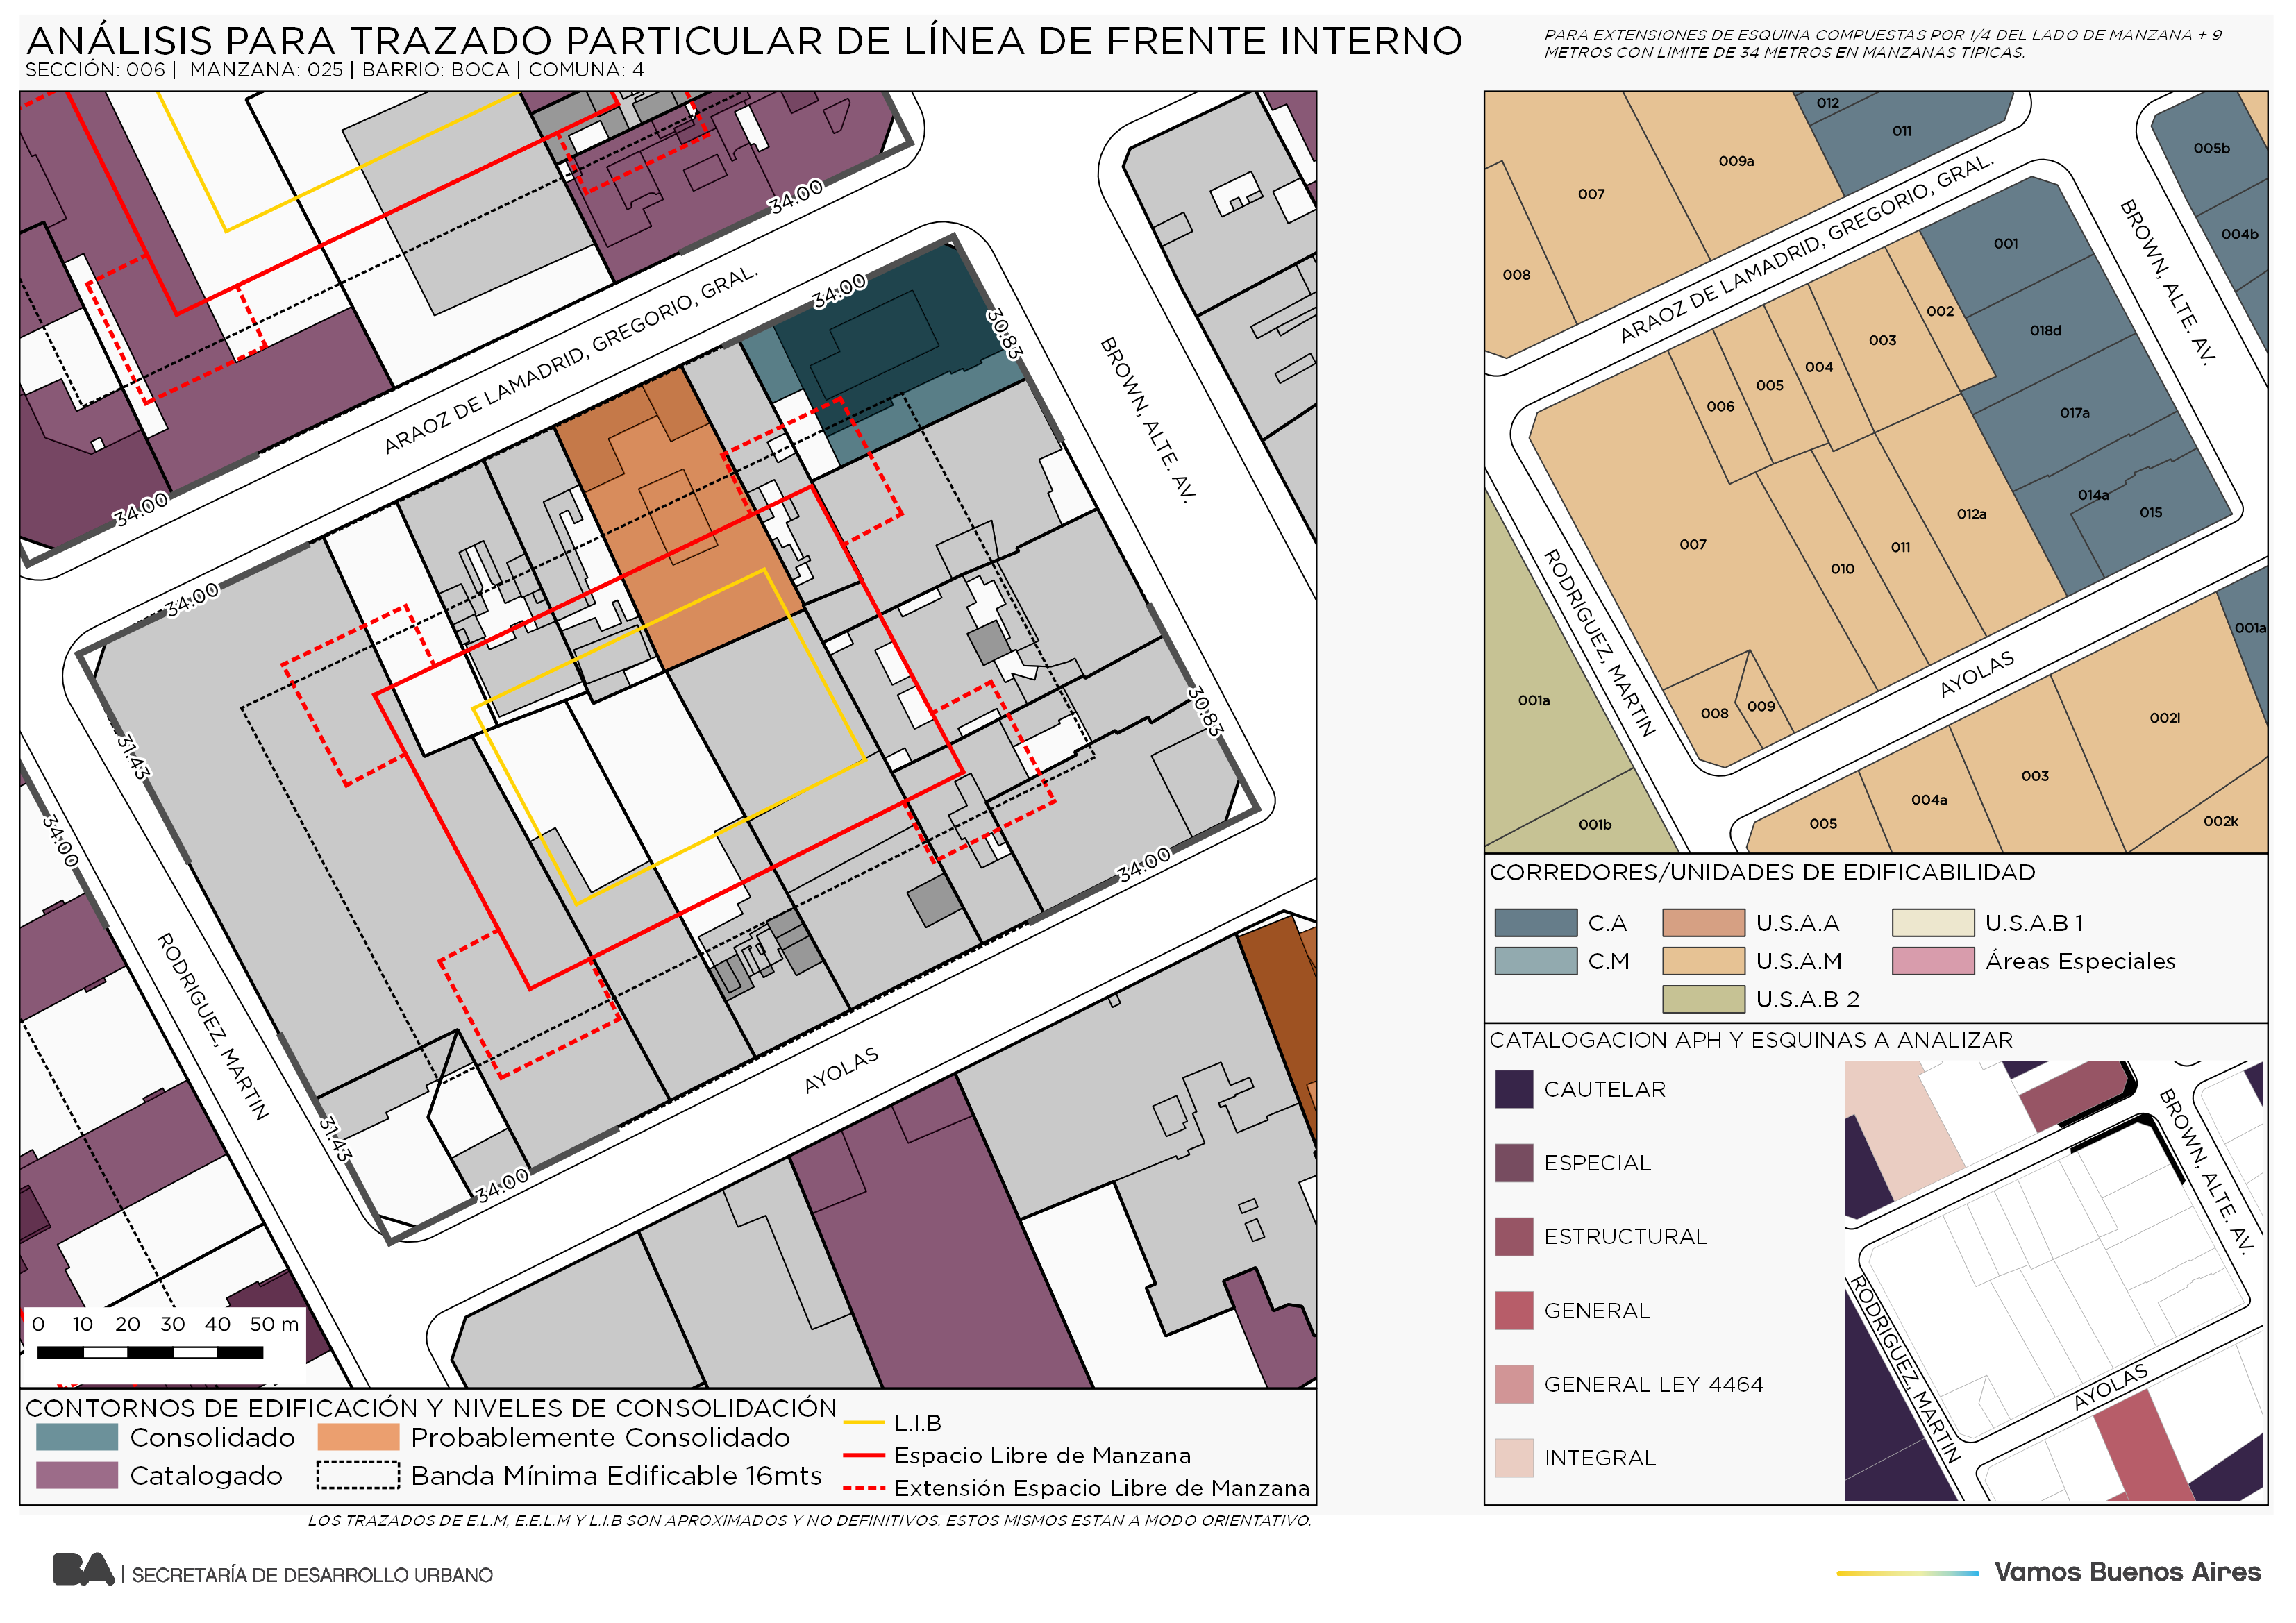 ANÁLISIS PARA TRAZADO PARTICULAR DE LÍNEA DE FRENTE INTERNO
SECCIÓN: 006 | MANZANA: 025 | BARRIO: BOCA | COMUNA: 4
PARA EXTENSIONES DE ESQUINA COMPUESTAS POR 1/4 DEL LADO DE MANZANA + 9
METROS CON LIMITE DE 34 METROS EN MANZANAS TIPICAS.
34.00
34.00
ARAOZ DE LAMADRID, GREGORIO, GRAL.
34.00
30.83
BROWN, ALTE. AV.
34.00
31.43
34.00
30.83
34.00
RODRIGUEZ, MARTIN
31.43
34.00
AYOLAS
0 10 20 30 40 50 m
012
011
009a
007
008
005b
004b
ARAOZ DE LAMADRID, GREGORIO, GRAL.
BROWN, ALTE. AV.
001
002
003
004
005
006
018d
017a
014a
015
012a
011
010
007
008
009
RODRIGUEZ, MARTIN
AYOLAS
001a
001b
001a
002l
003
004a
005
002k
CORREDORES/UNIDADES DE EDIFICABILIDAD
C.A
U.S.A.A
U.S.A.B 1
C.M
U.S.A.M
Áreas Especiales
U.S.A.B 2
CATALOGACION APH Y ESQUINAS A ANALIZAR
CAUTELAR
ESPECIAL
ESTRUCTURAL
GENERAL
GENERAL LEY 4464
INTEGRAL
BROWN, ALTE. AV.
RODRIGUEZ, MARTIN
AYOLAS
CONTORNOS DE EDIFICACIÓN Y NIVELES DE CONSOLIDACIÓN
Consolidado
Probablemente Consolidado
Catalogado
Banda Mínima Edificable 16mts
L.I.B
Espacio Libre de Manzana
Extensión Espacio Libre de Manzana
LOS TRAZADOS DE E.L.M, E.E.L.M Y L.I.B SON APROXIMADOS Y NO DEFINITIVOS. ESTOS MISMOS ESTAN A MODO ORIENTATIVO.
BA | SECRETARÍA DE DESARROLLO URBANO
Vamos Buenos Aires